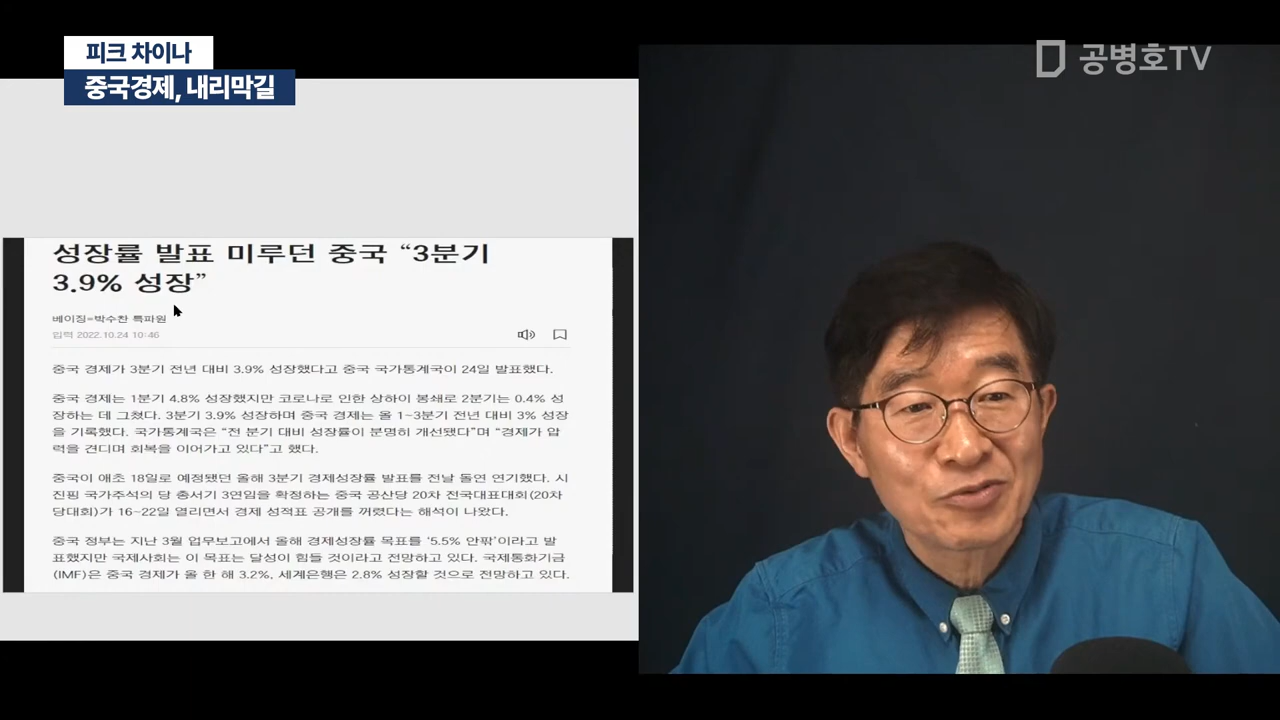 피크 차이나
중국경제, 내리막길
공병호TV
성장률 발표 미루던 중국 “3분기
3.9% 성장”
베이징=박수찬 특파원
입력 2022.10.24 10:46
중국 경제가 3분기 전년 대비 3.9% 성장했다고 중국 국가통계국이 24일 발표했다.
중국 경제는 1분기 4.8% 성장했지만 코로나로 인한 상하이 봉쇄로 2분기는 0.4% 성
장하는 데 그쳤다. 3분기 3.9% 성장하며 중국 경제는 올 1~3분기 전년 대비 3% 성장
을 기록했다. 국가통계국은 “전 분기 대비 성장률이 분명히 개선됐다”며 “경제가 압
력을 견디며 회복을 이어가고 있다”고 했다.
중국이 애초 18일로 예정됐던 올해 3분기 경제성장률 발표를 전날 돌연 연기했다. 시
진핑 국가주석의 당 총서기 3연임을 확정하는 중국 공산당 20차 전국대표대회(20차
당대회)가 16~22일 열리면서 경제 성적표 공개를 꺼렸다는 해석이 나왔다.
중국 정부는 지난 3월 업무보고에서 올해 경제성장률 목표를 ‘5.5% 안팎’이라고 발
표했지만 국제사회는 이 목표는 달성이 힘들 것이라고 전망하고 있다. 국제통화기금
(IMF)은 중국 경제가 올 한 해 3.2%, 세계은행은 2.8% 성장할 것으로 전망하고 있다.